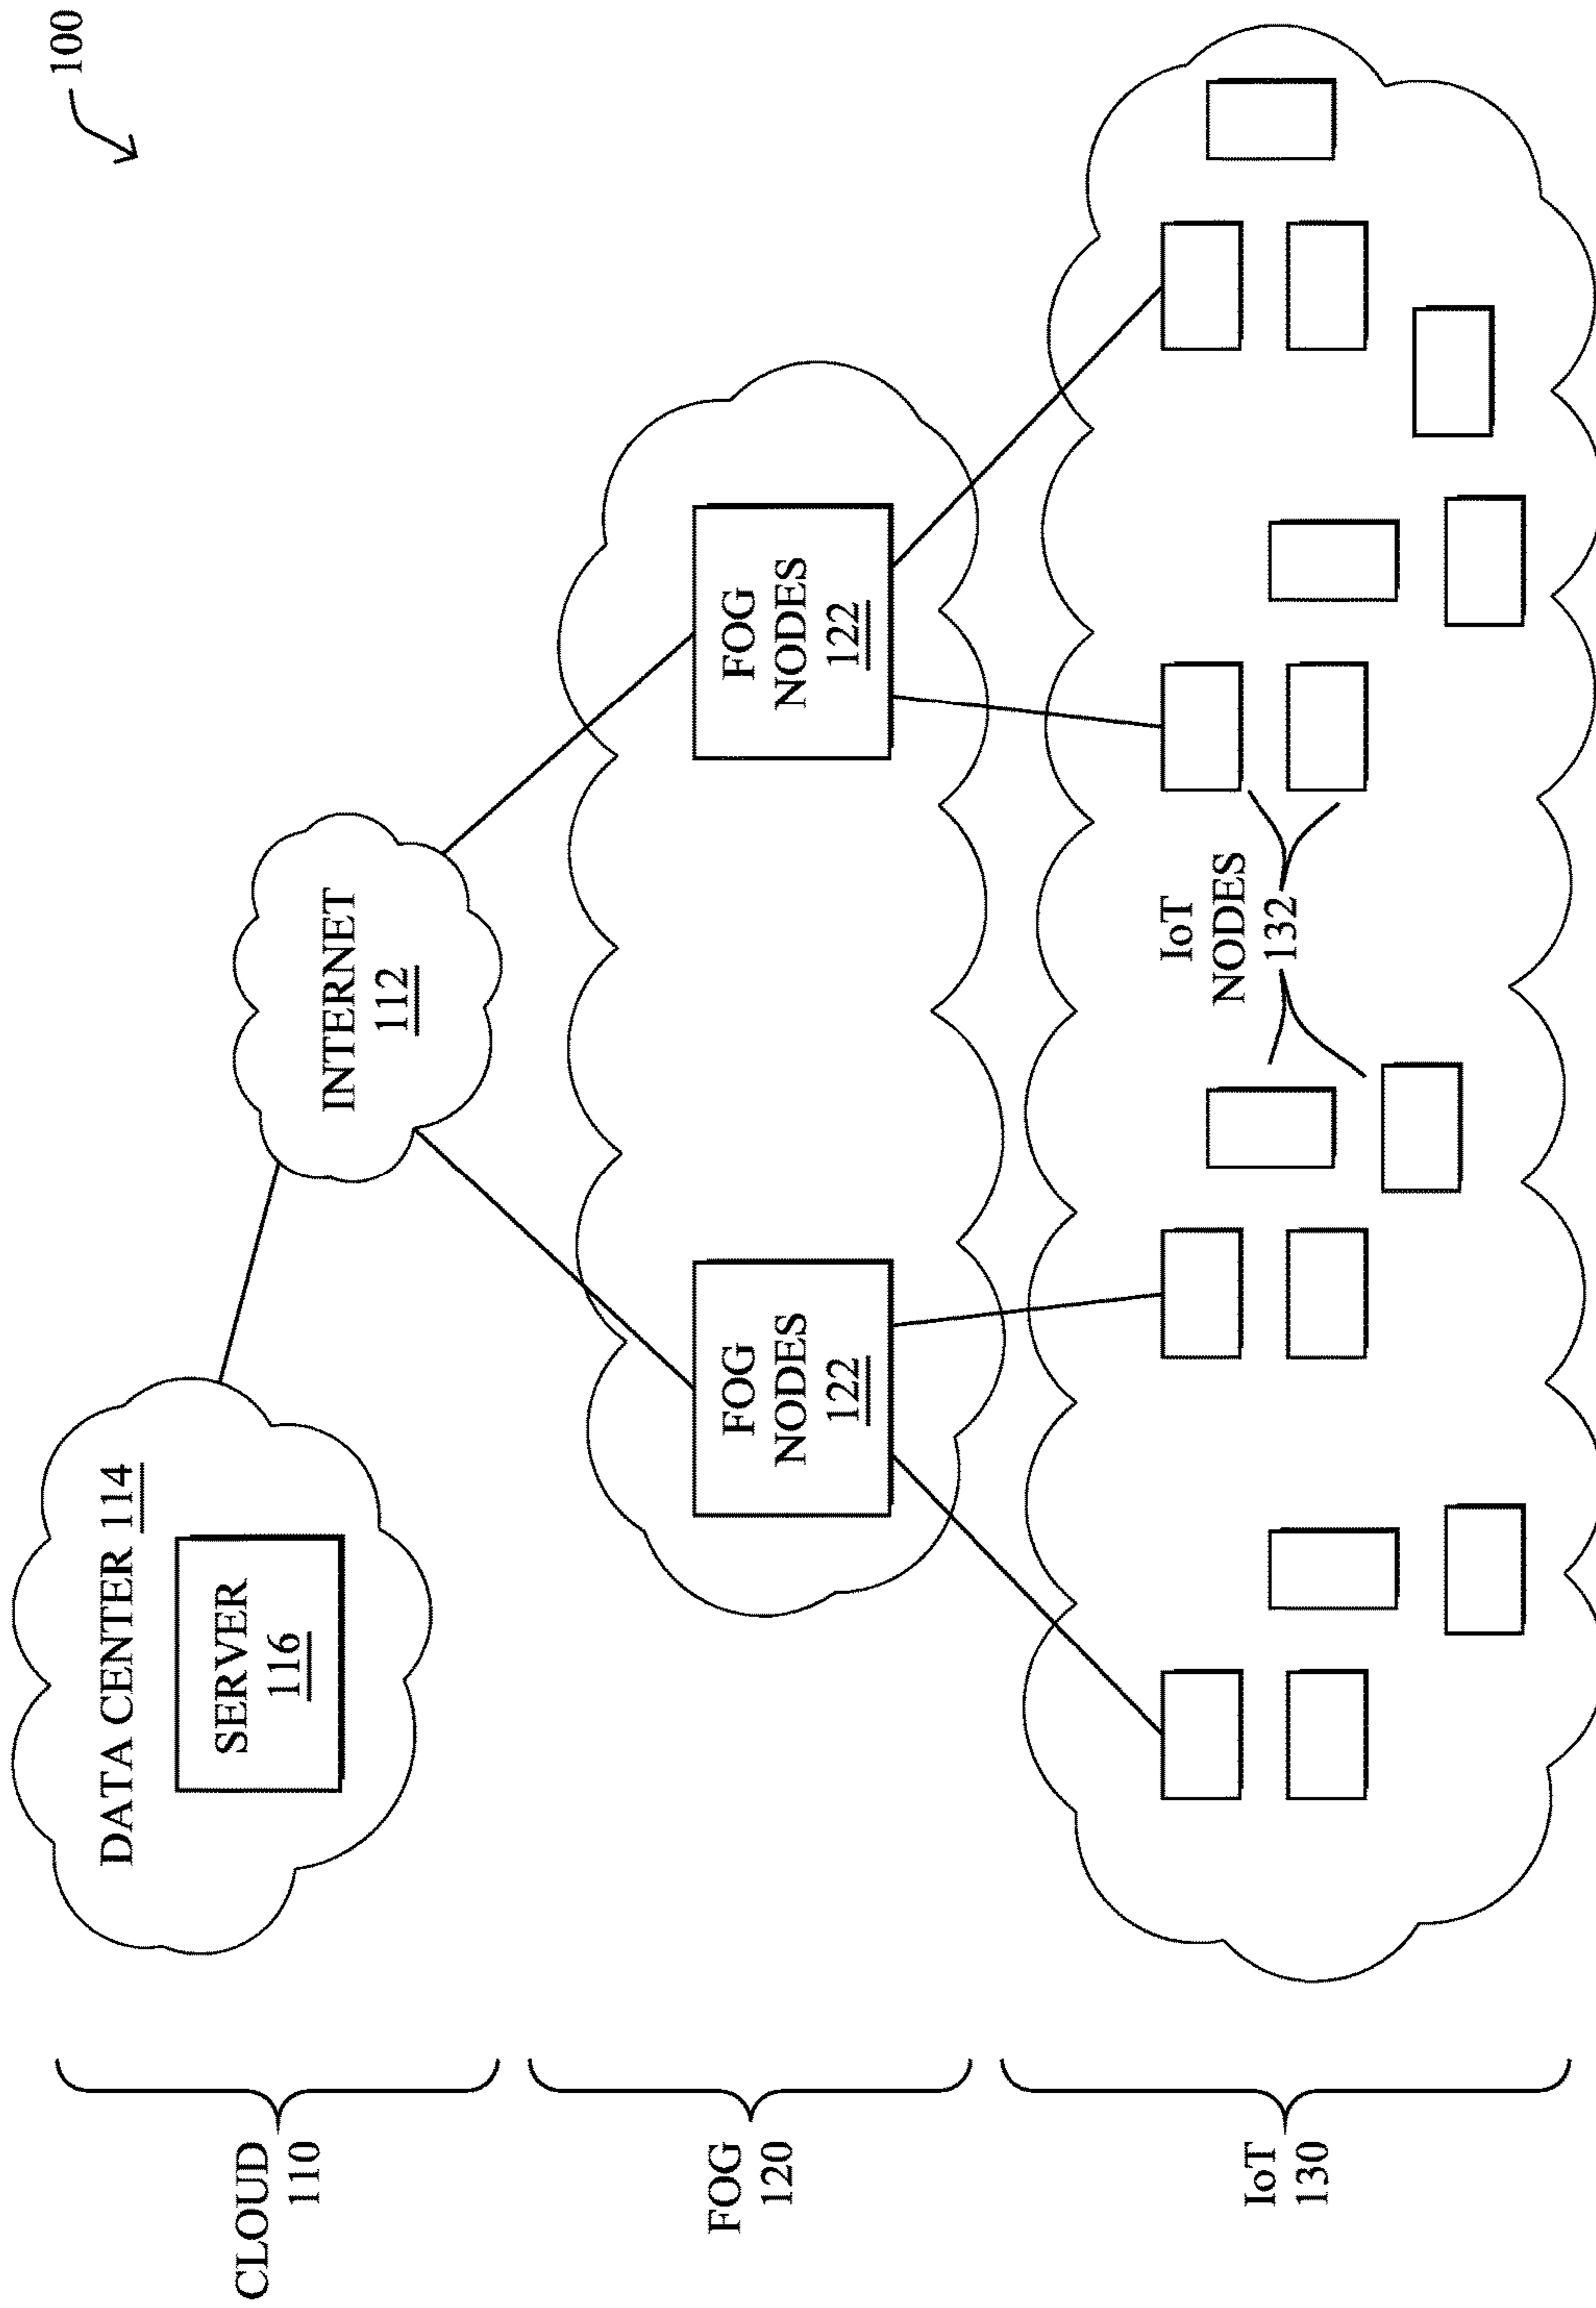 100
CLOUD
110
DATA CENTER 114
SERVER
116
INTERNET
112
FOG
120
FOG
NODES
122
FOG
NODES
122
IoT
130
IoT
NODES
132